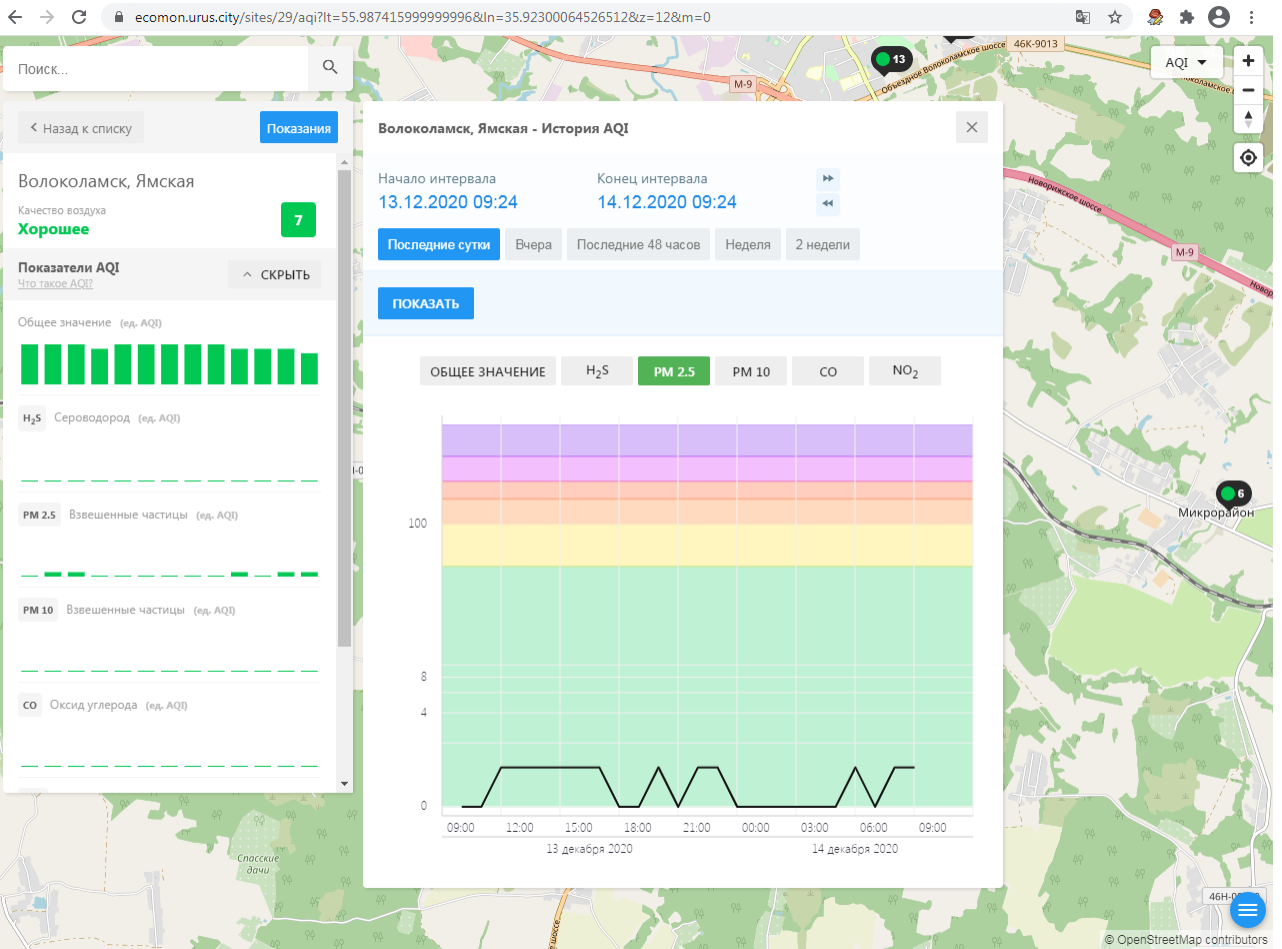 ecomon.urus.city/sites/29/aqi?lt=55.987415999999996&ln=35.92300064526512&z=12&m=0
Поиск...
46К-9013
13
Объездное Волоколамское шоссе
М-9
AQI
Назад к списку
Показания
Волоколамск, Ямская - История AQI
Волоколамск, Ямская
Качество воздуха
Хорошее
7
Начало интервала
Конец интервала
13.12.2020 09:24
14.12.2020 09:24
Последние сутки
Вчера
Последние 48 часов
Неделя
2 недели
Новорижское шоссе
М-9
Показатели AQI
Что такое AQI?
СКРЫТЬ
ПОКАЗАТЬ
Общее значение (ед. AQI)
H2S Сероводород (ед. AQI)
PM 2.5 Взвешенные частицы (ед. AQI)
PM 10 Взвешенные частицы (ед. AQI)
CO Оксид углерода (ед. AQI)
ОБЩЕЕ ЗНАЧЕНИЕ
H2S
PM 2.5
PM 10
CO
NO2
100
8
4
0
09:00
12:00
15:00
18:00
21:00
00:00
03:00
06:00
09:00
13 декабря 2020
14 декабря 2020
6
Микрорайон
Спасские
дачи
© OpenStreetMap contributors